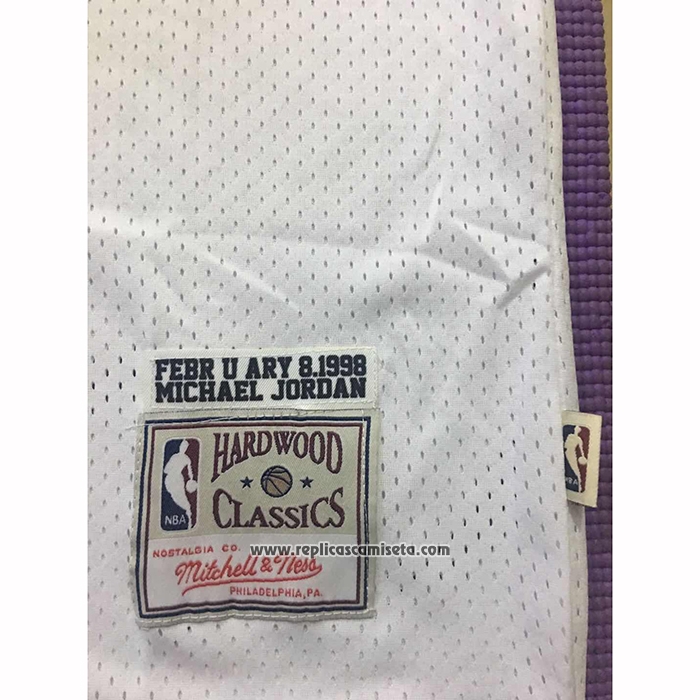 FEBR U ARY 8.1998
MICHAEL JORDAN
HARDWOOD
CLASSICS
NBA
www.replicascamiseta.com
NOSTALGIA CO.
Mitchell & Ness
PHILADELPHIA, PA.